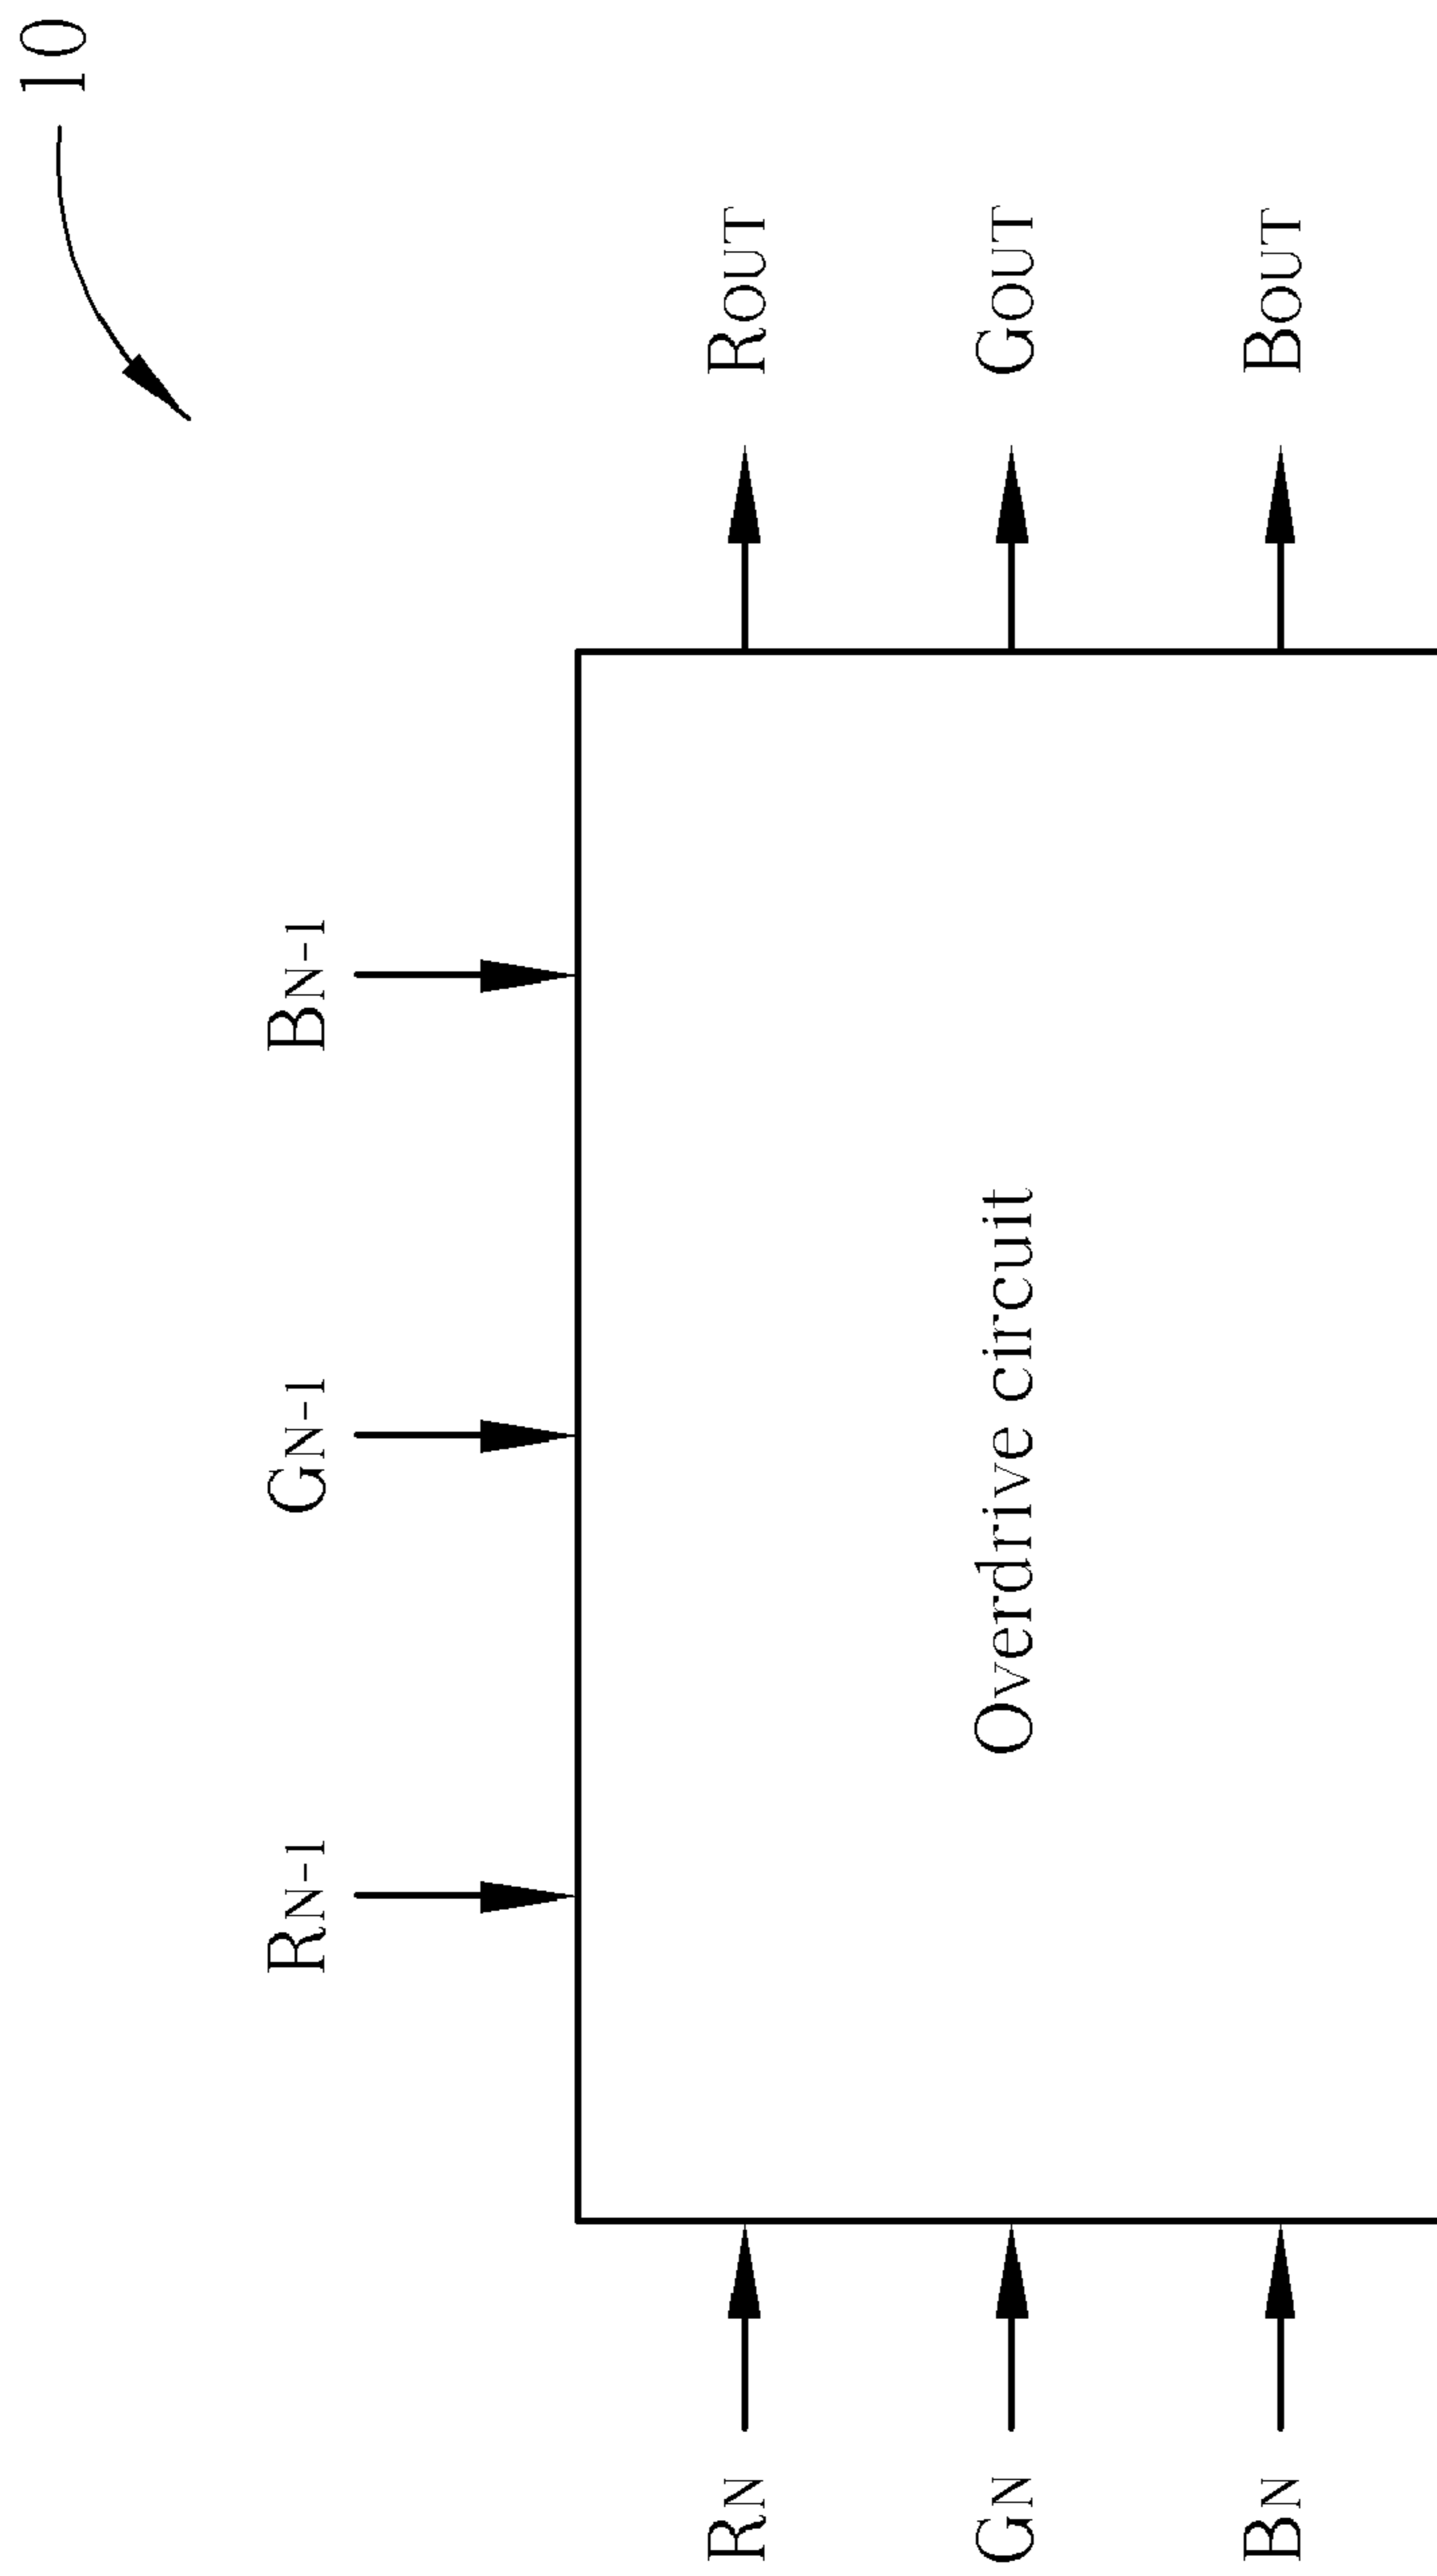 10
RN-1 GN-1 BN-1
RN ROUT
GN Overdrive circuit GOUT
BN BOUT